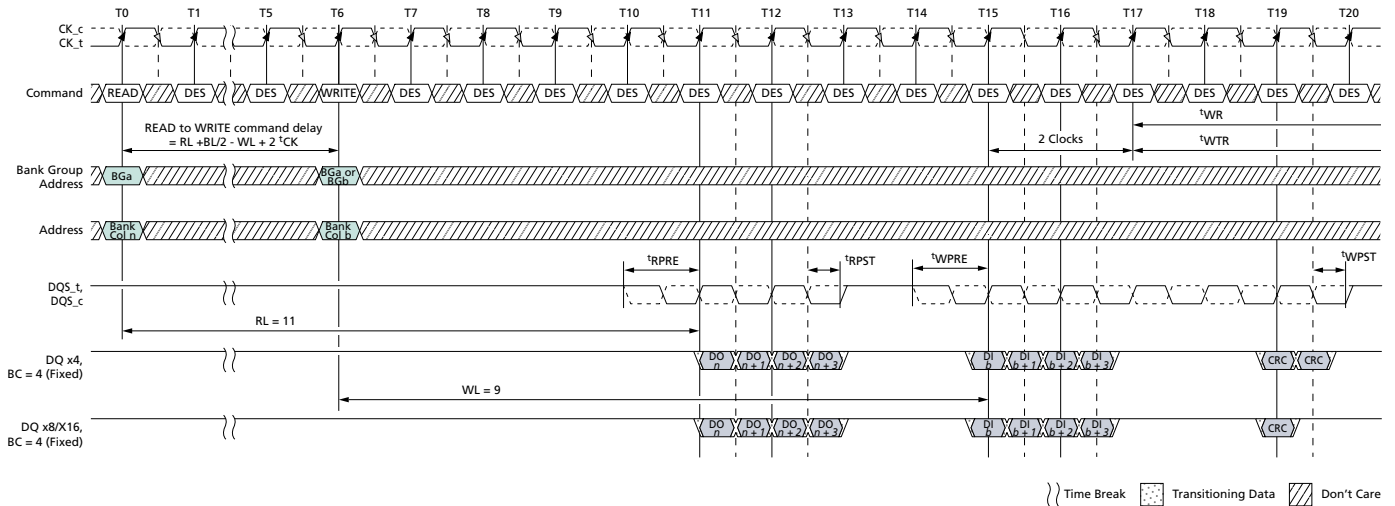 T0 T1 T5 T6 T7 T8 T9 T10 T11 T12 T13 T14 T15 T16 T17 T18 T19 T20
CK_c
CK_t
Command READ DES DES WRITE DES DES DES DES DES DES DES DES DES DES DES DES DES DES
READ to WRITE command delay
= RL +BL/2 - WL + 2 tCK
tWR
2 Clocks
tWTR
Bank Group
Address
BGa
BGa or
BGb
Address
Bank
Col n
Bank
Col b
tRPRE
tRPST
tWPRE
tWPST
DQS_t,
DQS_c
RL = 11
DQ x4,
BC = 4 (Fixed)
DO
n
DO
n + 1
DO
n + 2
DO
n + 3
DI
b
DI
b + 1
DI
b + 2
DI
b + 3
CRC
CRC
WL = 9
DQ x8/X16,
BC = 4 (Fixed)
DO
n
DO
n + 1
DO
n + 2
DO
n + 3
DI
b
DI
b + 1
DI
b + 2
DI
b + 3
CRC
Time Break Transitioning Data Don't Care